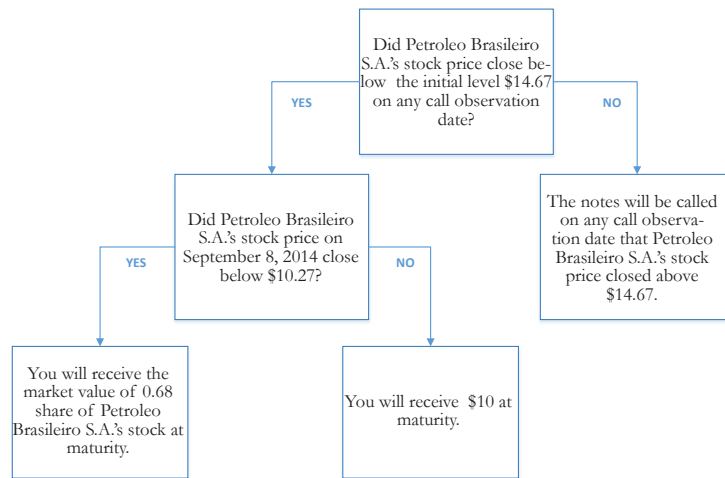 Did Petroleo Brasileiro
S.A.'s stock price close be-
low the initial level $14.67
on any call observation
date?
YES
NO
Did Petroleo Brasileiro
S.A.'s stock price on
September 8, 2014 close
below $10.27?
The notes will be called
on any call observa-
tion date that Petroleo
Brasileiro S.A.'s stock
price closed above
$14.67.
YES
NO
You will receive the
market value of 0.68
share of Petroleo
Brasileiro S.A.'s stock at
maturity.
You will receive $10 at
maturity.